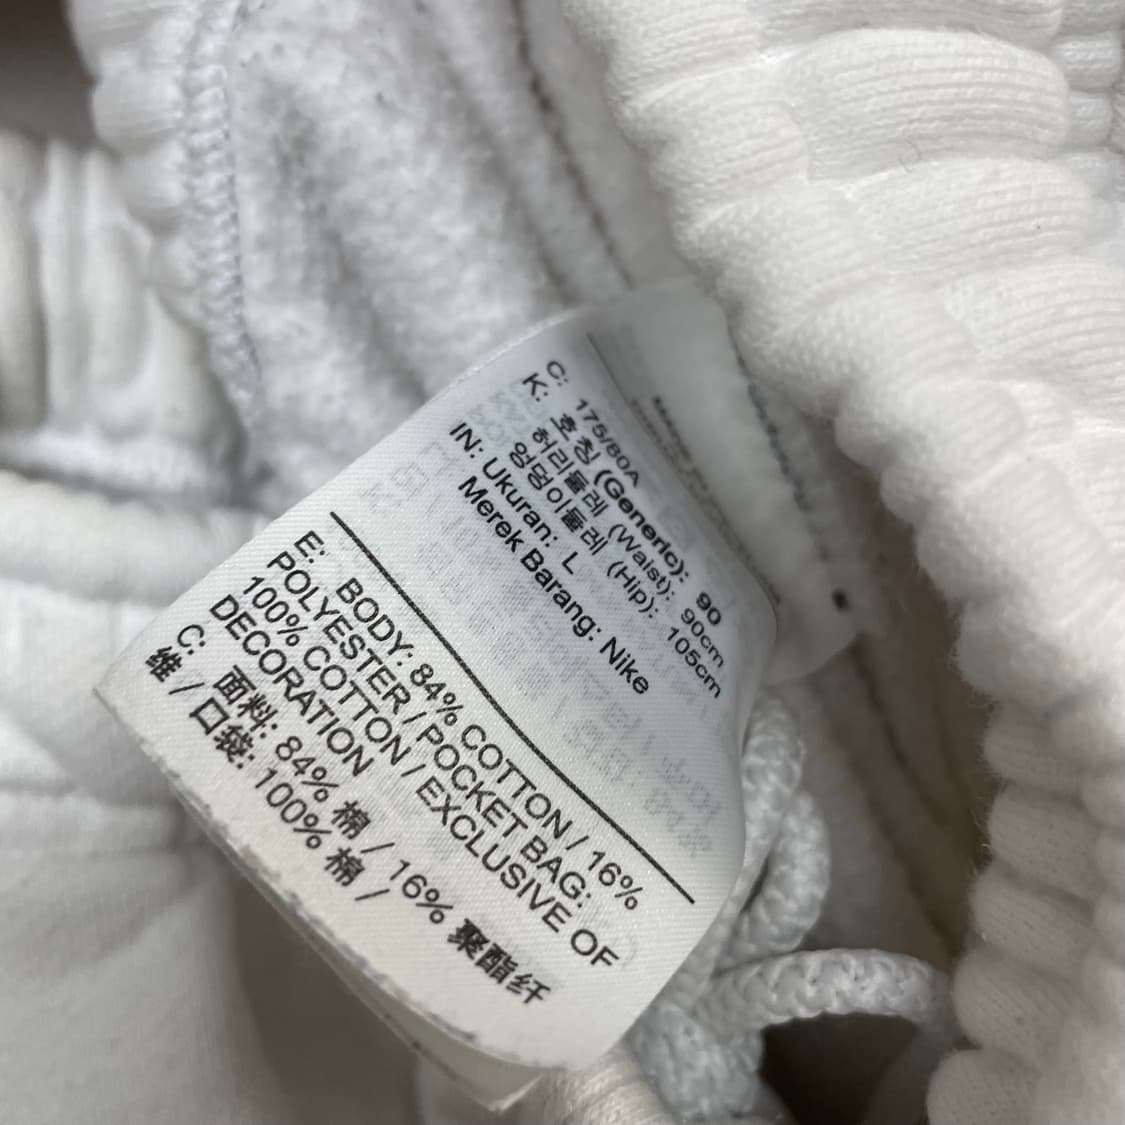 C: 175/80A
K: 호칭 (Generic): 90
허리둘레 (Waist): 90cm
엉덩이둘레 (Hip): 105cm
IN: Ukuran: L
Merek Barang: Nike
E: BODY: 84% COTTON / 16%
POLYESTER / POCKET BAG:
100% COTTON / EXCLUSIVE OF
DECORATION
C: 面料: 84% 棉 / 16% 聚酯纤
维 / 口袋: 100% 棉 /